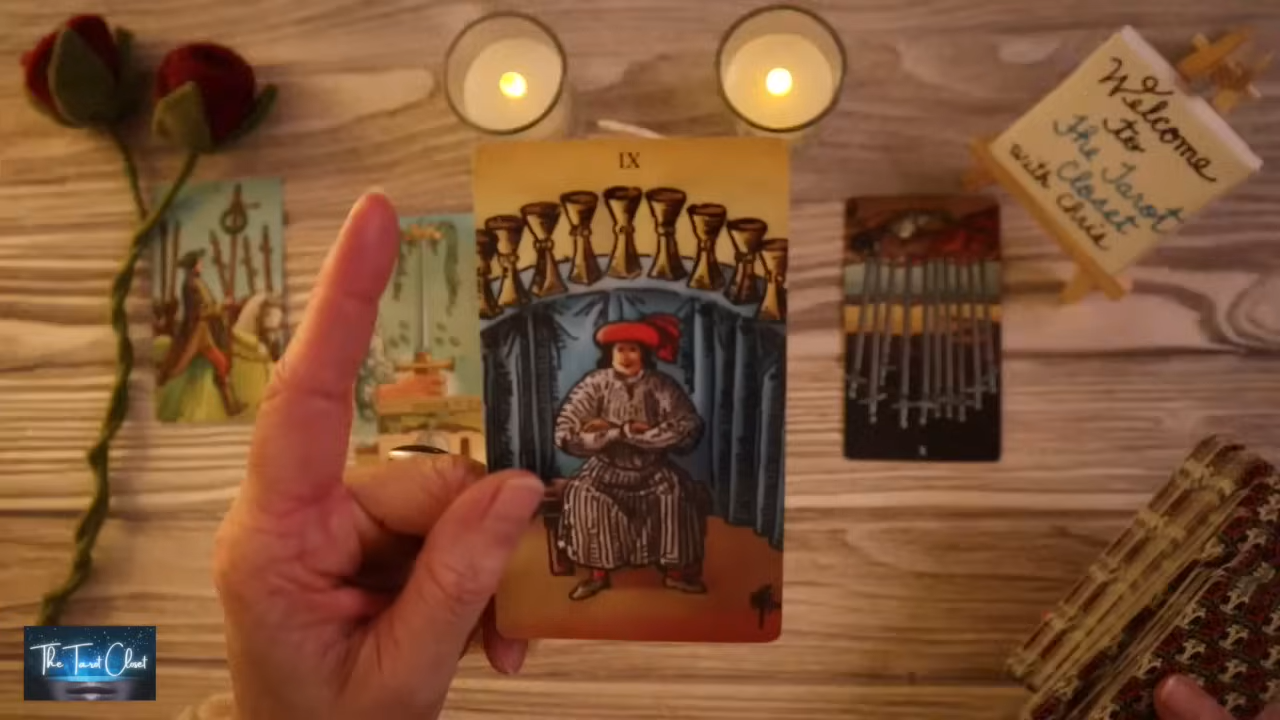 IX
Welcome
to
The Tarot
Closet
with Chris
X
The Tarot Closet